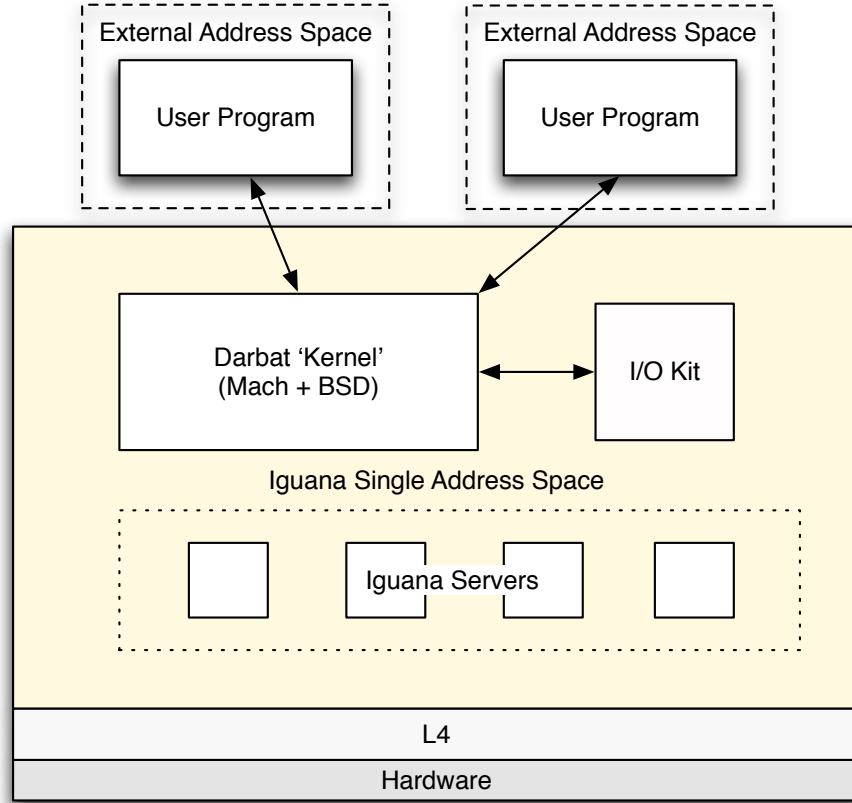 External Address Space
External Address Space
User Program
User Program
Darbat ‘Kernel’
(Mach + BSD)
I/O Kit
Iguana Single Address Space
Iguana Servers
L4
Hardware